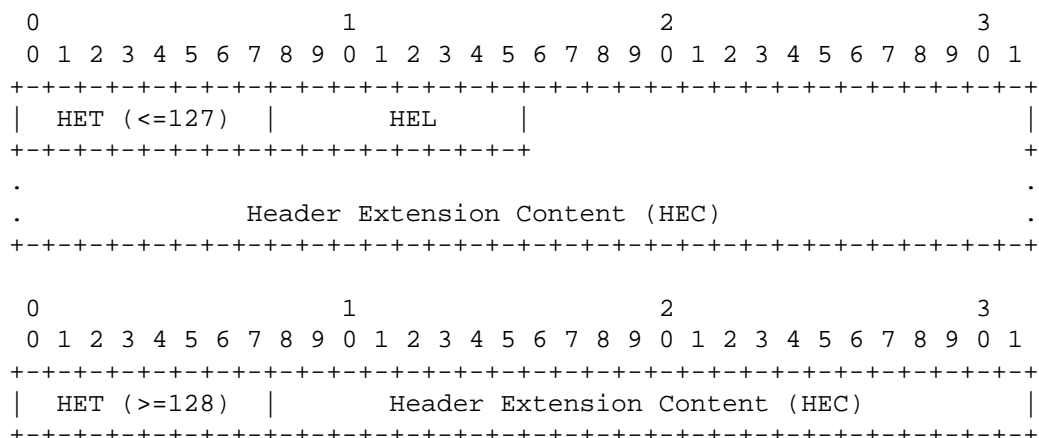 0                   1                   2                   3
 0 1 2 3 4 5 6 7 8 9 0 1 2 3 4 5 6 7 8 9 0 1 2 3 4 5 6 7 8 9 0 1
+-+-+-+-+-+-+-+-+-+-+-+-+-+-+-+-+-+-+-+-+-+-+-+-+-+-+-+-+-+-+-+-+
|  HET (<=127)  |       HEL     |                               |
+-+-+-+-+-+-+-+-+-+-+-+-+-+-+-+-+                               +
.                                                               .
.              Header Extension Content (HEC)                   .
+-+-+-+-+-+-+-+-+-+-+-+-+-+-+-+-+-+-+-+-+-+-+-+-+-+-+-+-+-+-+-+-+

 0                   1                   2                   3
 0 1 2 3 4 5 6 7 8 9 0 1 2 3 4 5 6 7 8 9 0 1 2 3 4 5 6 7 8 9 0 1
+-+-+-+-+-+-+-+-+-+-+-+-+-+-+-+-+-+-+-+-+-+-+-+-+-+-+-+-+-+-+-+-+
|  HET (>=128)  |       Header Extension Content (HEC)          |
+-+-+-+-+-+-+-+-+-+-+-+-+-+-+-+-+-+-+-+-+-+-+-+-+-+-+-+-+-+-+-+-+